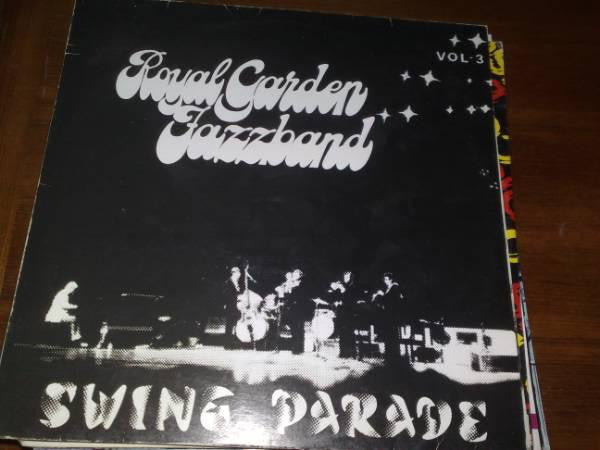 VOL·3
Royal Garden
Jazzband
SWING PARADE